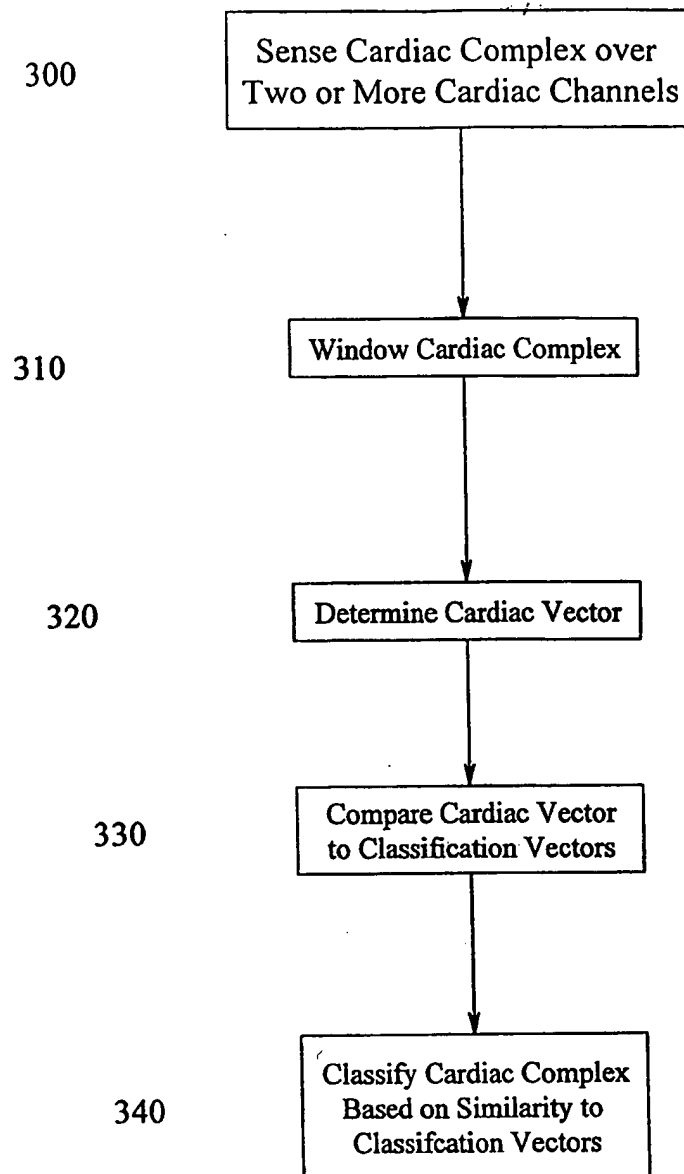 300
Sense Cardiac Complex over
Two or More Cardiac Channels
310
Window Cardiac Complex
320
Determine Cardiac Vector
330
Compare Cardiac Vector
to Classification Vectors
340
Classify Cardiac Complex
Based on Similarity to
Classifcation Vectors